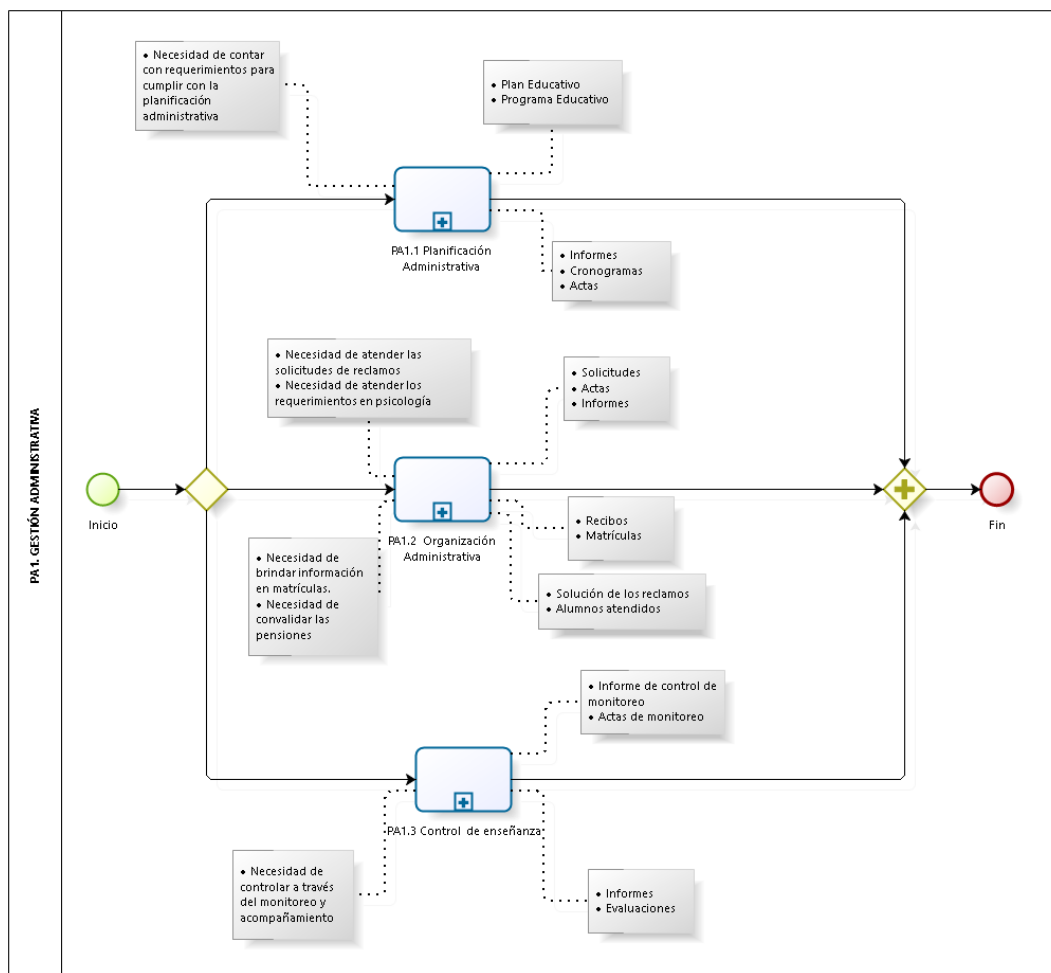 PA1. GESTIÓN ADMINISTRATIVA
• Necesidad de contar
con requerimientos para
cumplir con la
planificación
administrativa
• Plan Educativo
• Programa Educativo
PA1.1 Planificación
Administrativa
• Informes
• Cronogramas
• Actas
• Necesidad de atender las
solicitudes de reclamos
• Necesidad de atender los
requerimientos en psicología
• Solicitudes
• Actas
• Informes
Inicio
PA1.2 Organización
Administrativa
Fin
• Recibos
• Matrículas
• Necesidad de
brindar información
en matrículas.
• Necesidad de
convalidar las
pensiones
• Solución de los reclamos
• Alumnos atendidos
• Informe de control de
monitoreo
• Actas de monitoreo
PA1.3 Control de enseñanza
• Necesidad de
controlar a través
del monitoreo y
acompañamiento
• Informes
• Evaluaciones